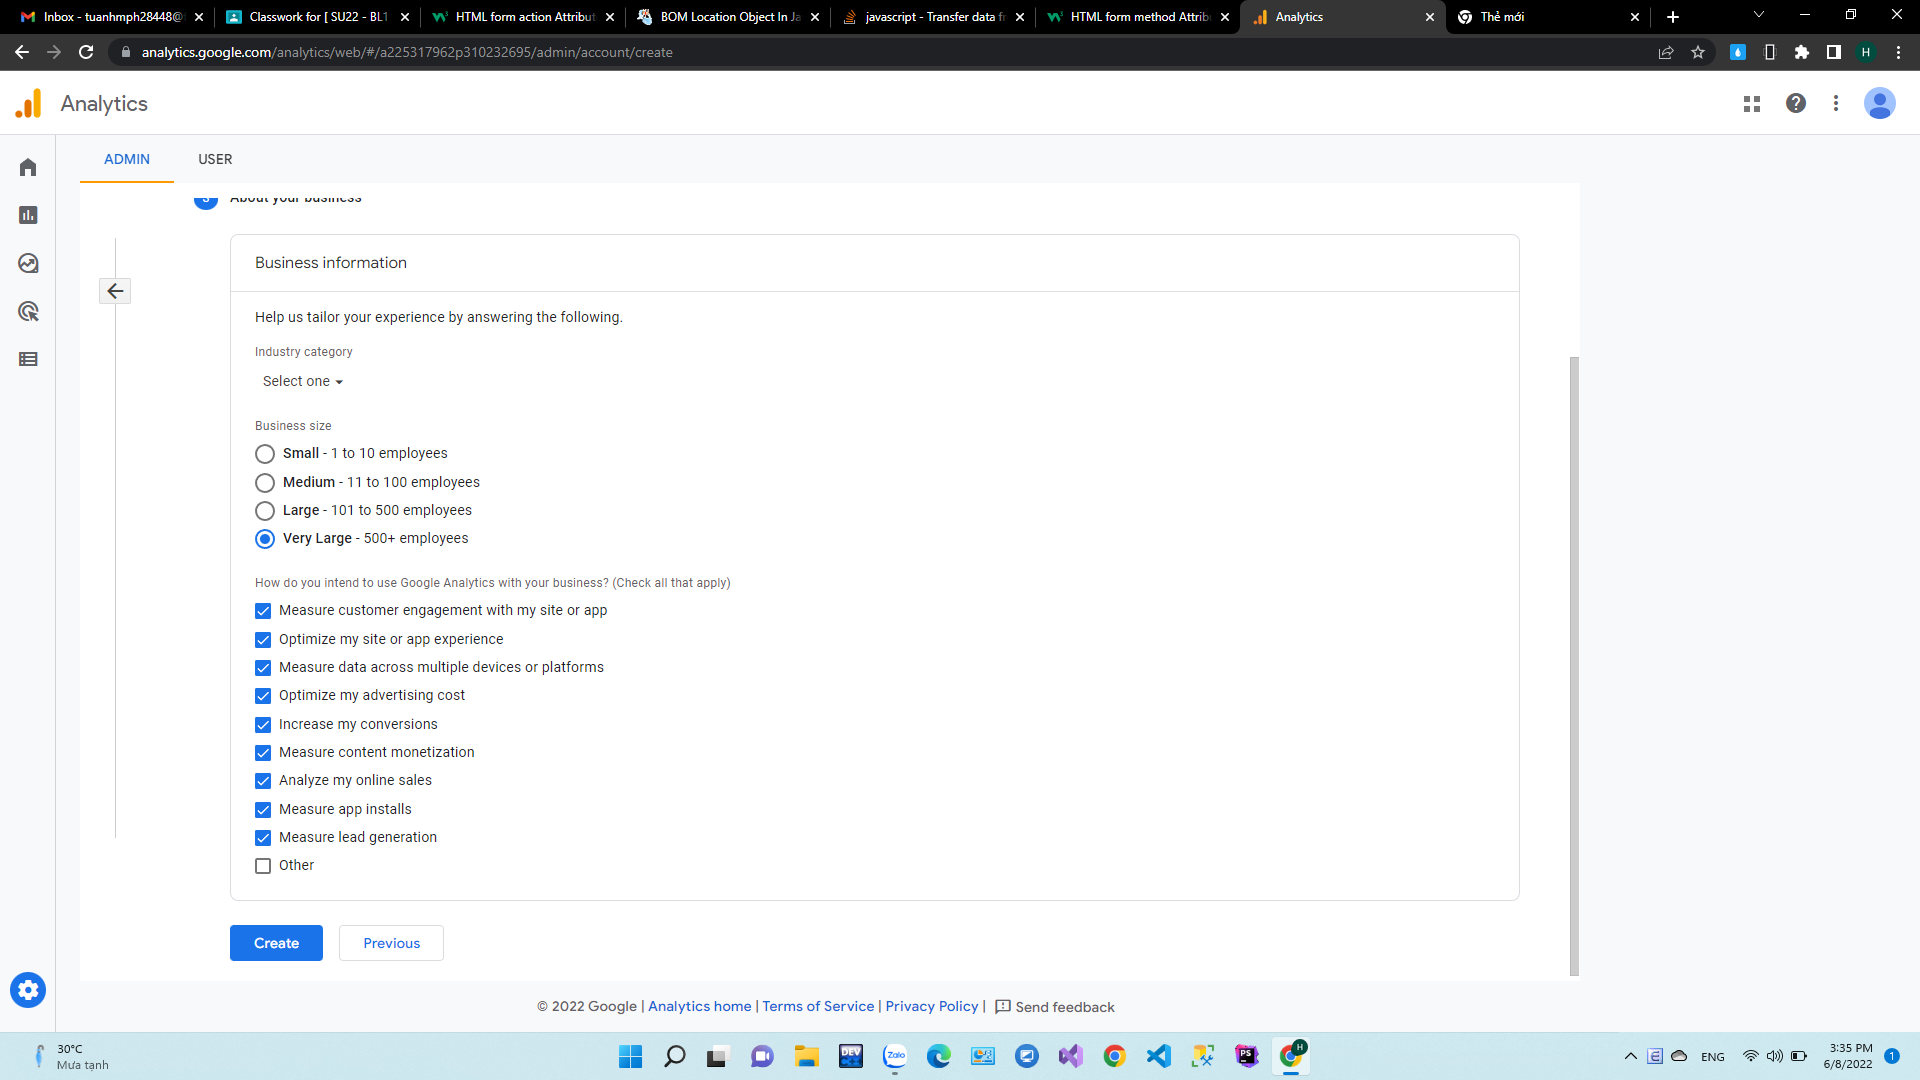 Inbox - tuanhmph28448@
Classwork for [ SU22 - BL1
HTML form action Attribut
BOM Location Object In Ja
javascript - Transfer data f
HTML form method Attrib
Analytics
Thẻ mới
analytics.google.com/analytics/web/#/a225317962p310232695/admin/account/create
H
Analytics
ADMIN
USER
3
About your business
Business information
Help us tailor your experience by answering the following.
Industry category
Select one
Business size
Small - 1 to 10 employees
Medium - 11 to 100 employees
Large - 101 to 500 employees
Very Large - 500+ employees
How do you intend to use Google Analytics with your business? (Check all that apply)
Measure customer engagement with my site or app
Optimize my site or app experience
Measure data across multiple devices or platforms
Optimize my advertising cost
Increase my conversions
Measure content monetization
Analyze my online sales
Measure app installs
Measure lead generation
Other
Create
Previous
© 2022 Google | Analytics home | Terms of Service | Privacy Policy | Send feedback
30°C
Mưa tạnh
DEV
Zalo
PS
H
E
ENG
3:35 PM
6/8/2022
1